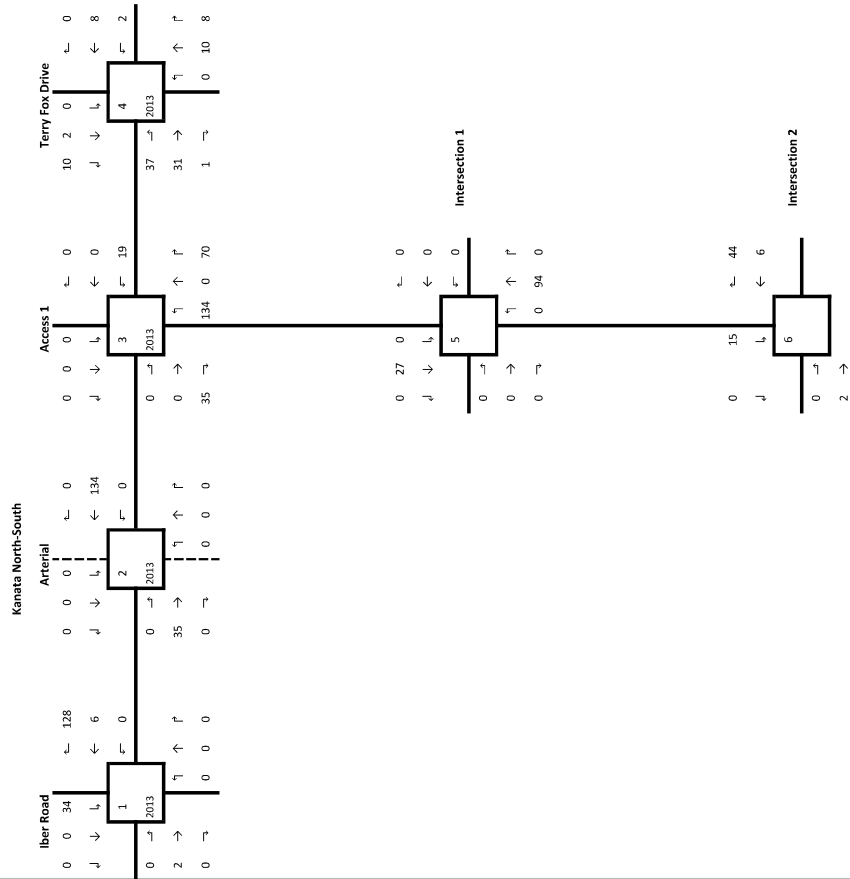 Kanata North-South
Iber Road Arterial Access 1 Terry Fox Drive
0 0 34 128 0 0 0 0 0 0 0 0 10 2 0 0
6 134 0 8
1 0 2 0 3 19 4 2
0 2013 0 2013 0 2013 37 2013
2 35 0 31
0 0 0 0 0 0 0 0 35 134 0 70 1 0 10 8
0 27 0 0
0
5 0 Intersection 1
0
0
0 0 94 0
0 15 44
6
6 Intersection 2
0
2